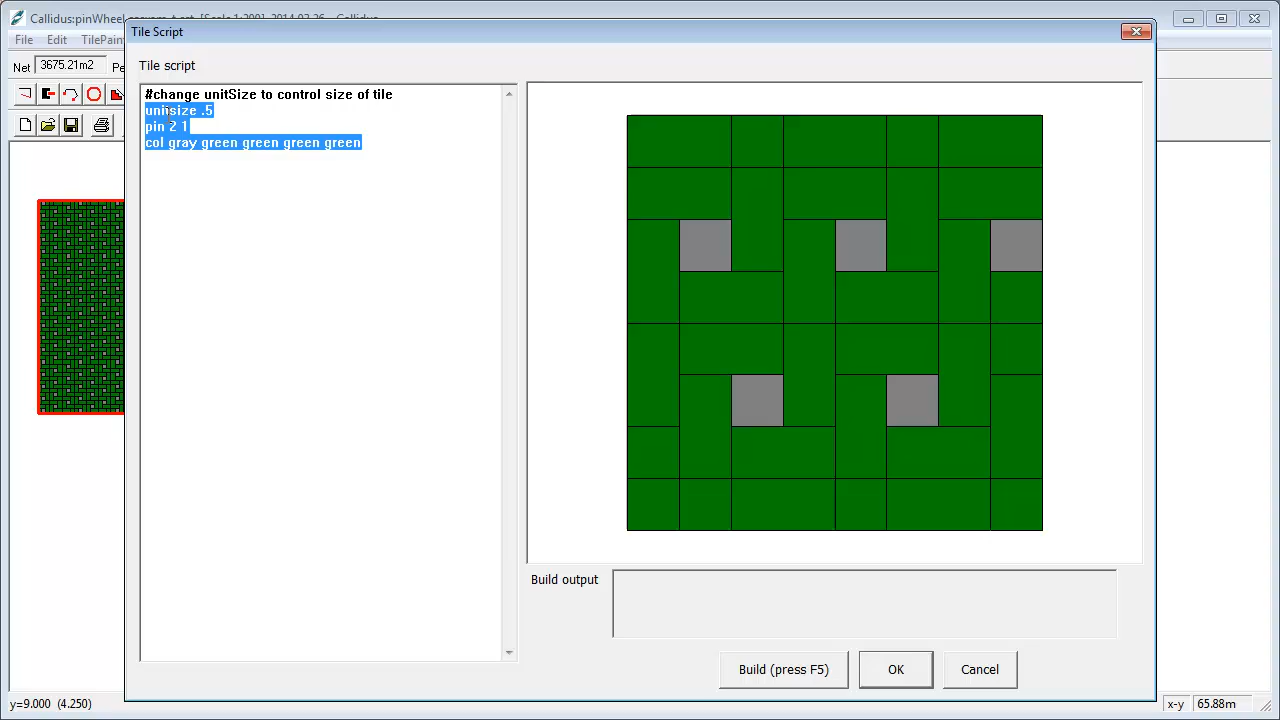 Callidus:pinWheel
File Edit TilePain
Net 3675.21m2 Pe
Tile Script
Tile script
#change unitSize to control size of tile
unitsize .5
pin 2 1
col gray green green green green
Build output
Build (press F5) OK Cancel
y=9.000 (4.250) x-y 65.88m